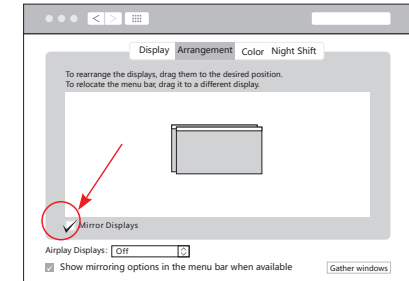 Display Arrangement Color Night Shift
To rearrange the displays, drag them to the desired position.
To relocate the menu bar, drag it to a different display.
Mirror Displays
Airplay Displays: Off
Show mirroring options in the menu bar when available
Gather windows